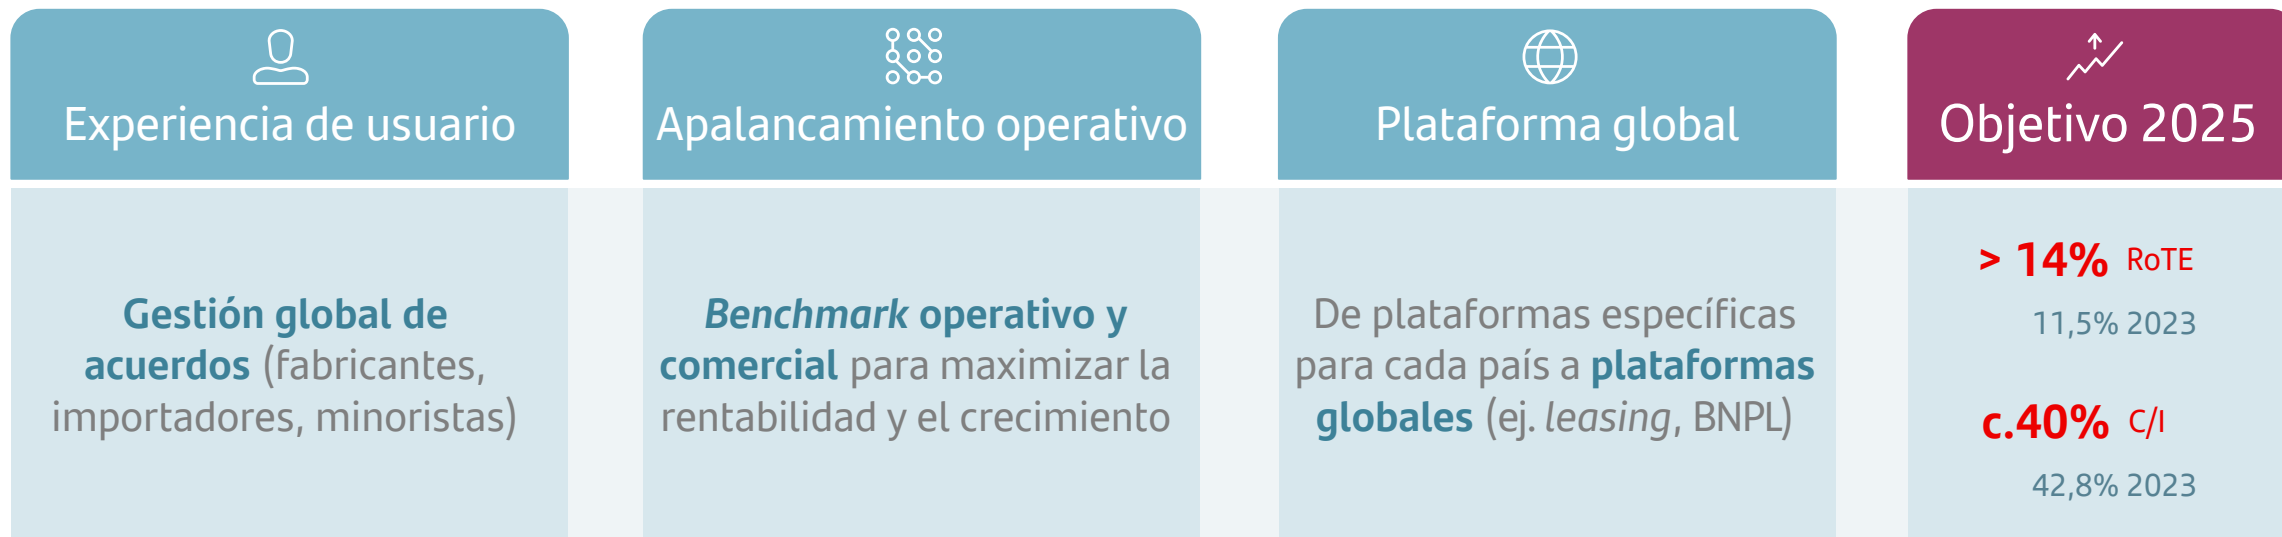 Experiencia de usuario
Gestión global de
acuerdos (fabricantes,
importadores, minoristas)
Apalancamiento operativo
Benchmark operativo y
comercial para maximizar la
rentabilidad y el crecimiento
Plataforma global
De plataformas específicas
para cada país a plataformas
globales (ej. leasing, BNPL)
Objetivo 2025
> 14% RoTE
11,5% 2023
c.40% C/I
42,8% 2023